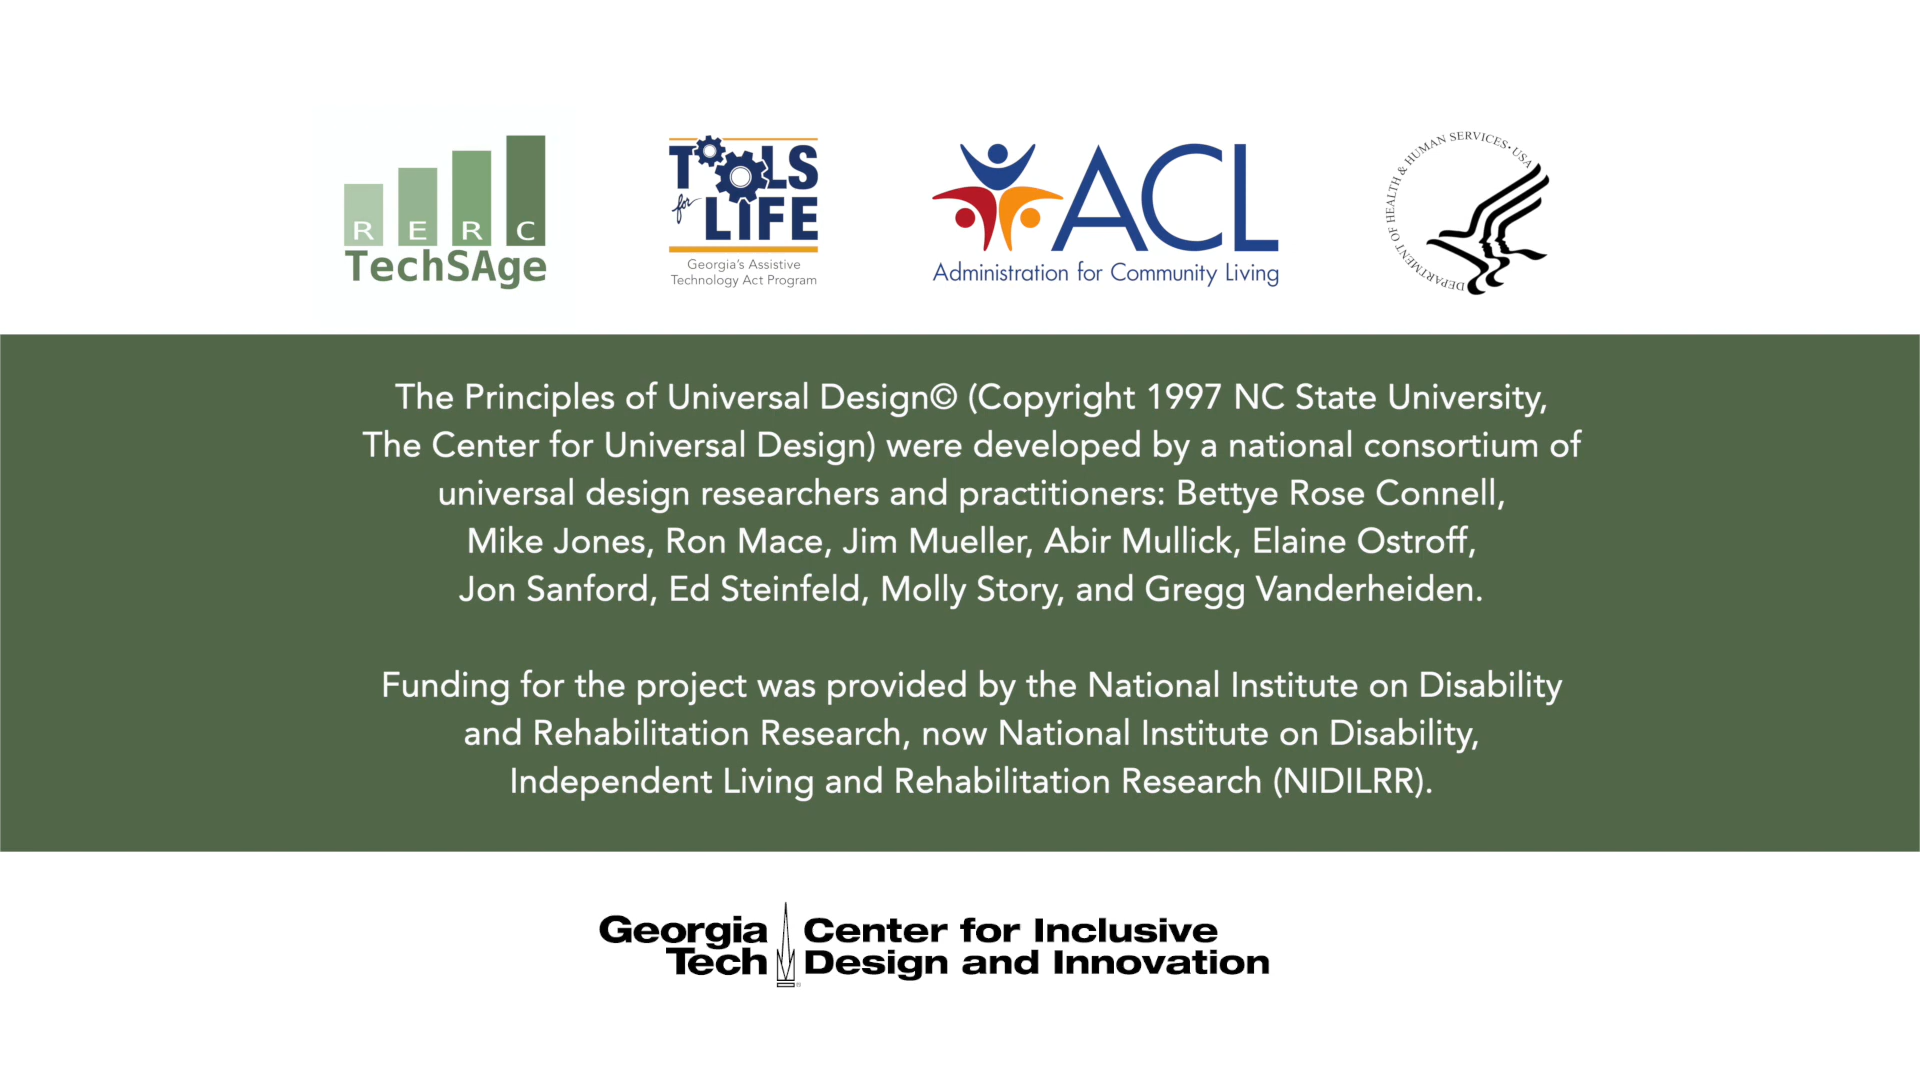 RERC
TechSAge
TOOLS
for LIFE
Georgia's Assistive
Technology Act Program
ACL
Administration for Community Living
DEPARTMENT OF HEALTH & HUMAN SERVICES • USA
The Principles of Universal Design© (Copyright 1997 NC State University,
The Center for Universal Design) were developed by a national consortium of
universal design researchers and practitioners: Bettye Rose Connell,
Mike Jones, Ron Mace, Jim Mueller, Abir Mullick, Elaine Ostroff,
Jon Sanford, Ed Steinfeld, Molly Story, and Gregg Vanderheiden.
Funding for the project was provided by the National Institute on Disability
and Rehabilitation Research, now National Institute on Disability,
Independent Living and Rehabilitation Research (NIDILRR).
Georgia
Tech
Center for Inclusive
Design and Innovation